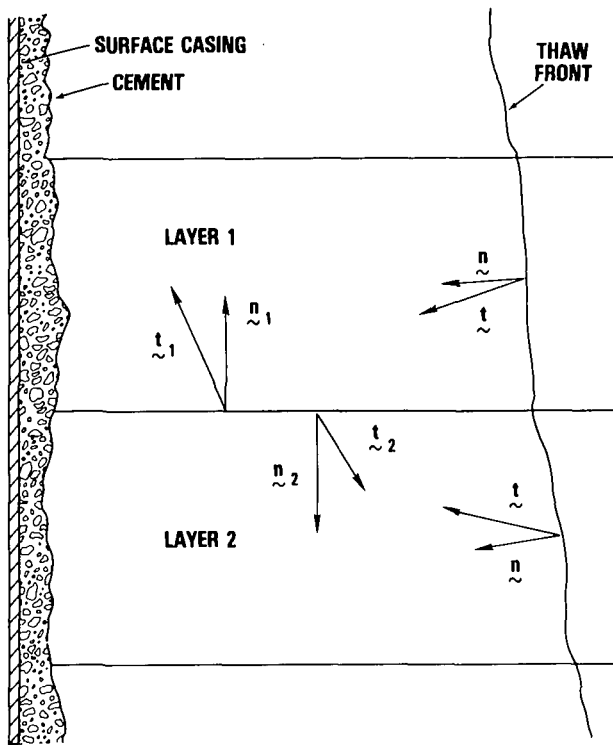 SURFACE CASING
CEMENT
THAW
FRONT
LAYER 1
n
t
t 1
n 1
n 2
t 2
t
n
LAYER 2